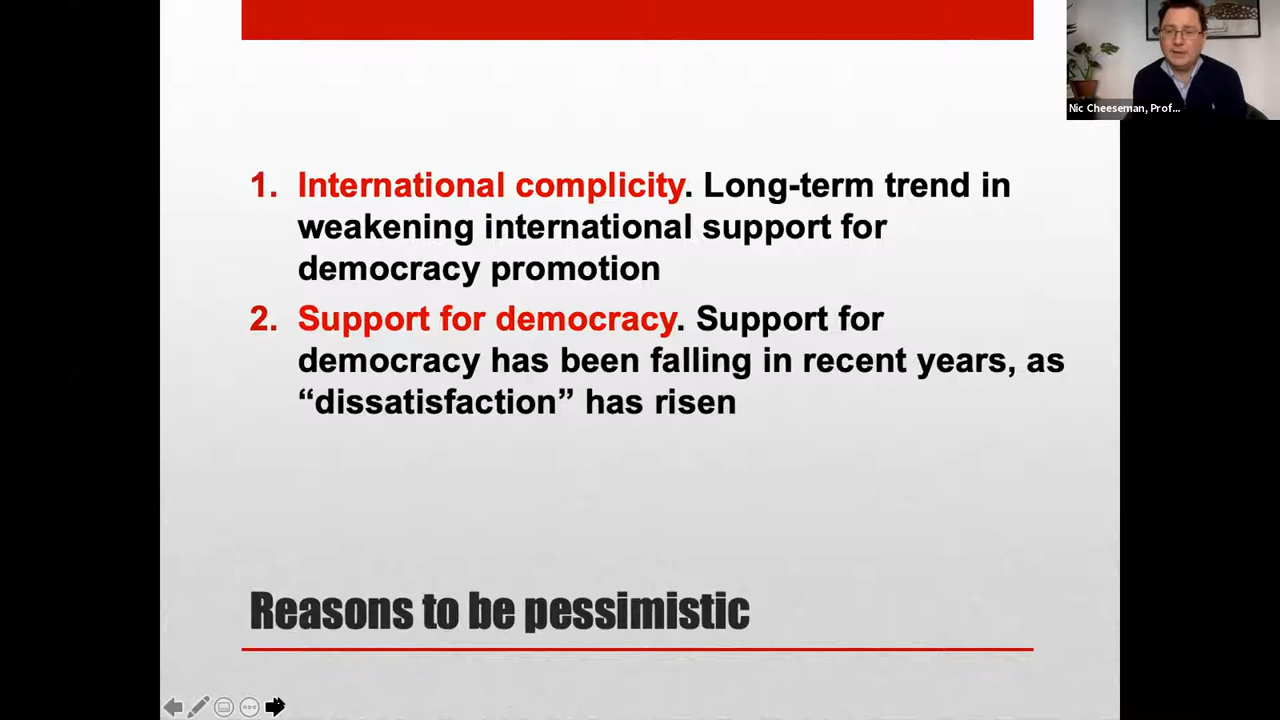 Nic Cheeseman, Prof...
1. International complicity. Long-term trend in
weakening international support for
democracy promotion
2. Support for democracy. Support for
democracy has been falling in recent years, as
“dissatisfaction” has risen
Reasons to be pessimistic